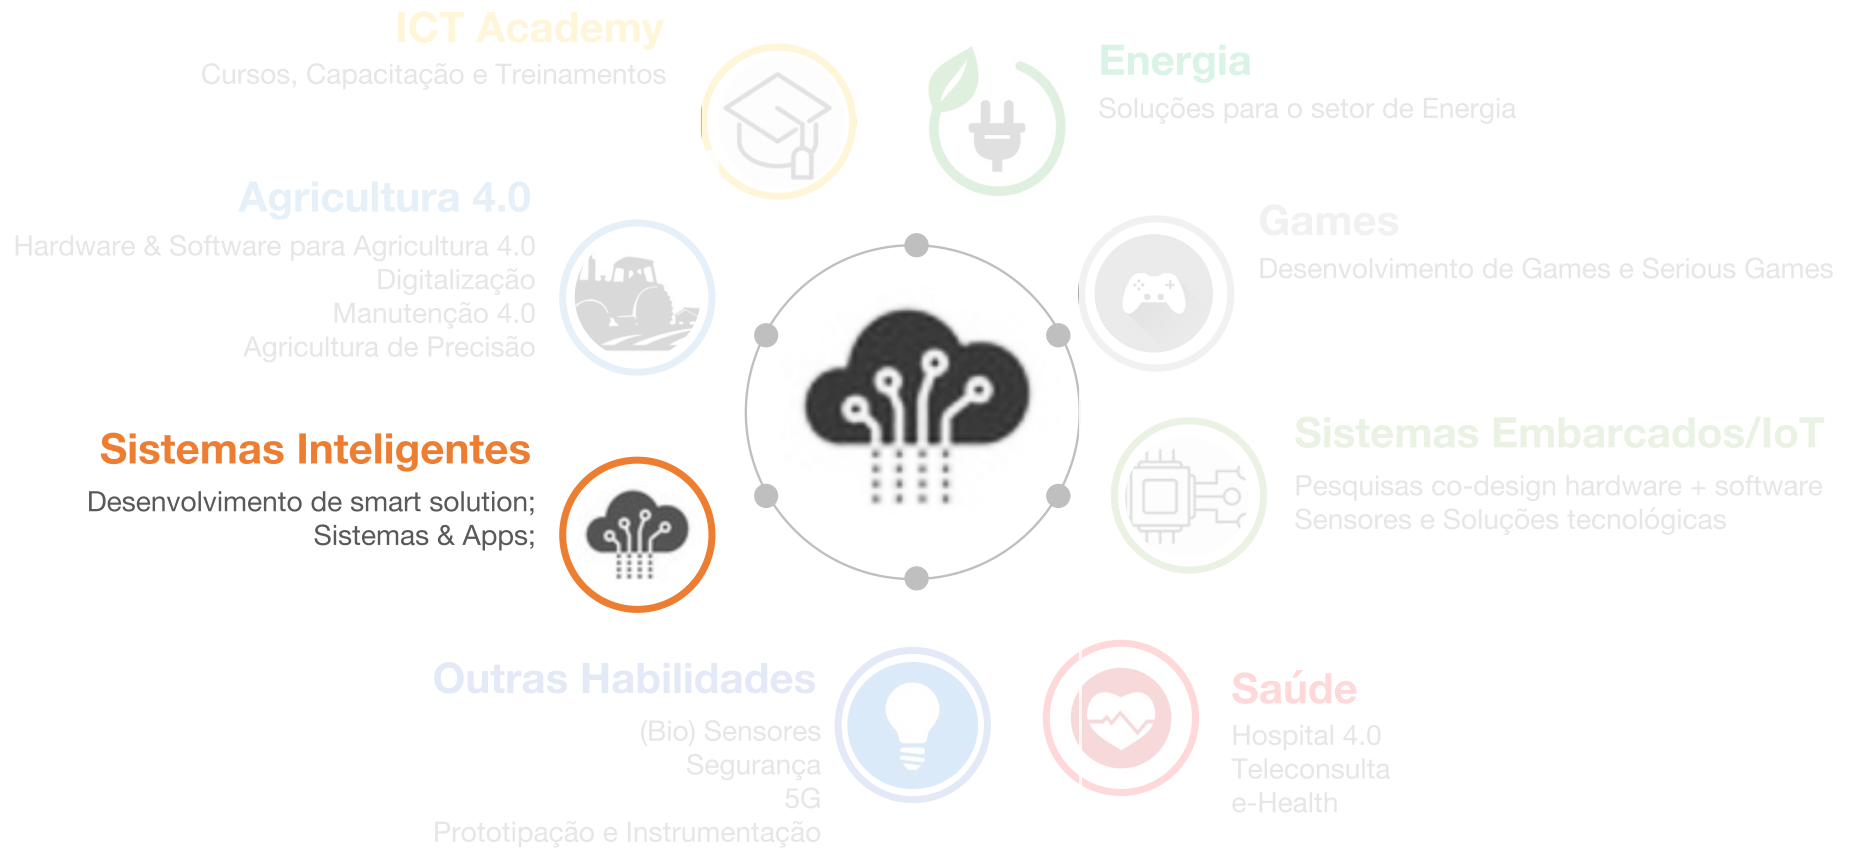 ICT Academy
Cursos, Capacitação e Treinamentos
Energia
Soluções para o setor de Energia
Agricultura 4.0
Hardware & Software para Agricultura 4.0
Digitalização
Manutenção 4.0
Agricultura de Precisão
Games
Desenvolvimento de Games e Serious Games
Sistemas Inteligentes
Desenvolvimento de smart solution;
Sistemas & Apps;
Sistemas Embarcados/IoT
Pesquisas co-design hardware + software
Sensores e Soluções tecnológicas
Outras Habilidades
(Bio) Sensores
Segurança
5G
Prototipação e Instrumentação
Saúde
Hospital 4.0
Teleconsulta
e-Health